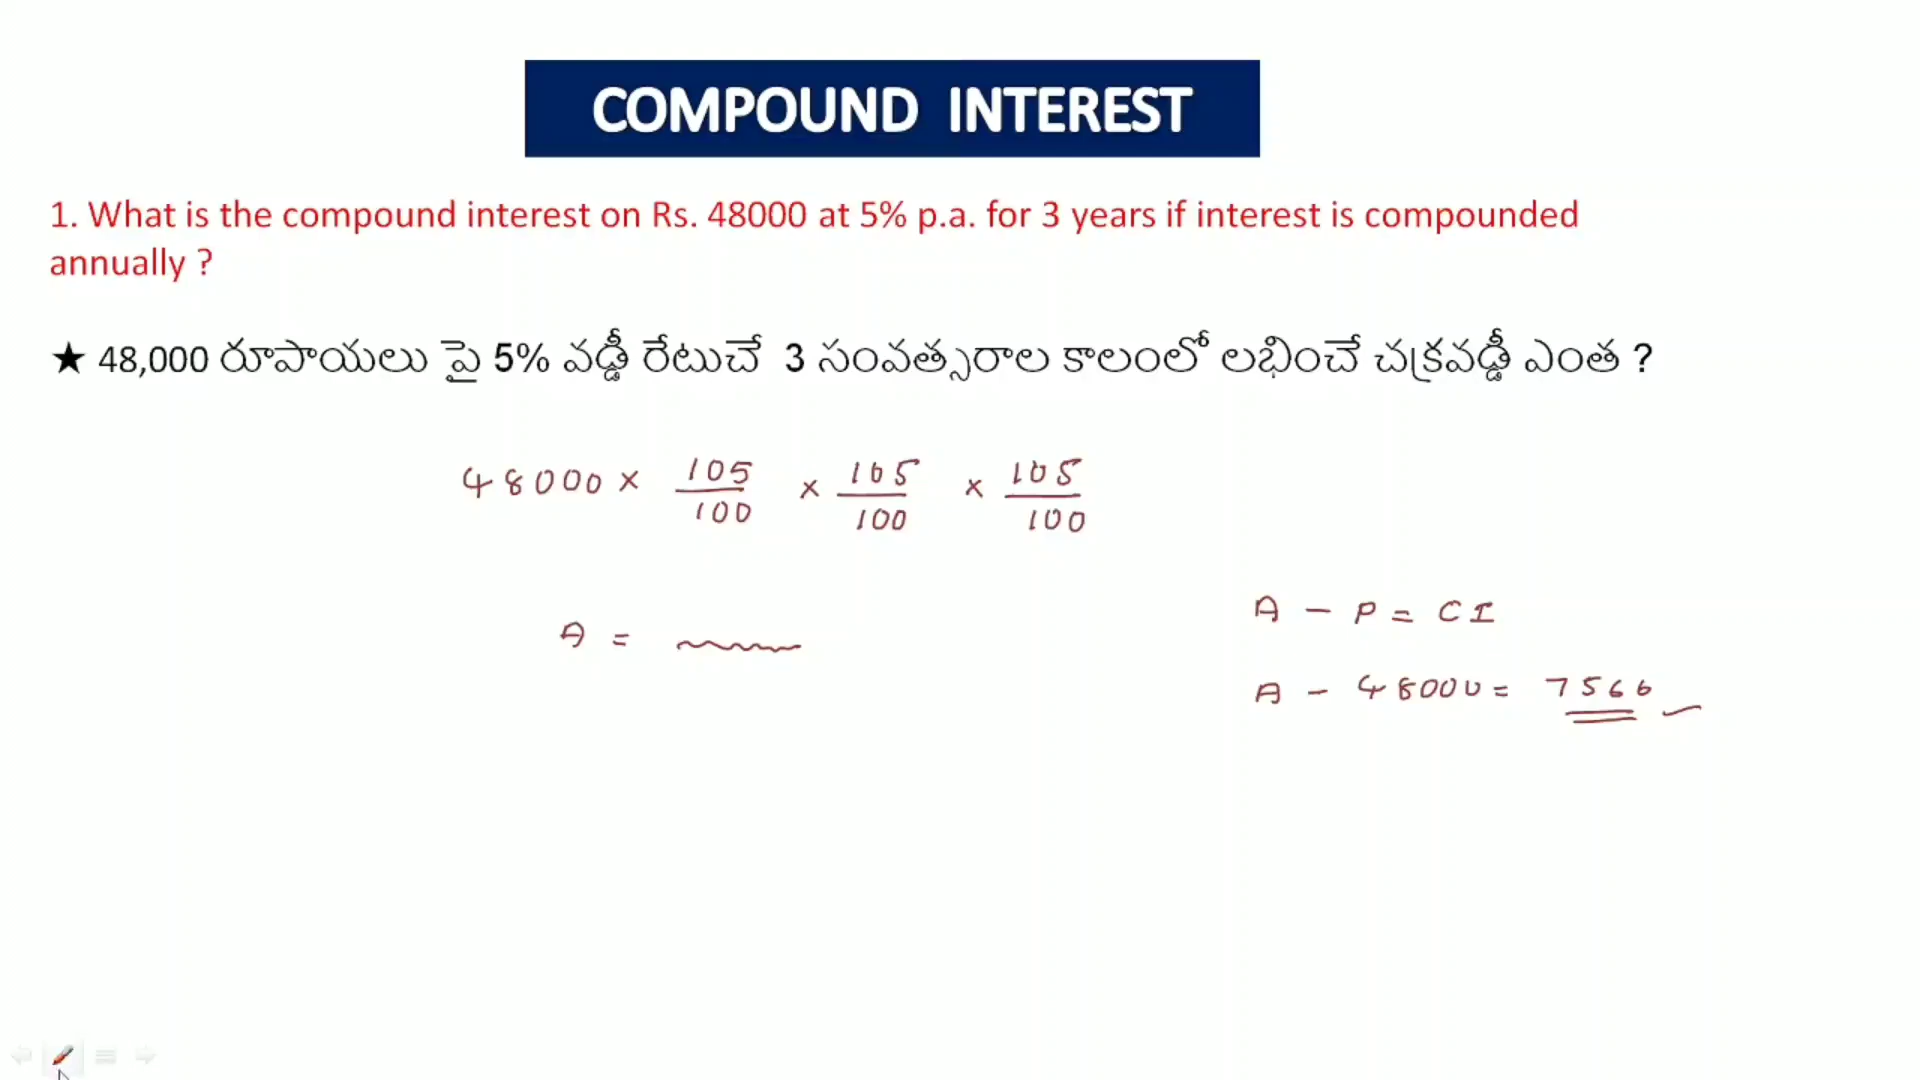 COMPOUND INTEREST
1. What is the compound interest on Rs. 48000 at 5% p.a. for 3 years if interest is compounded
annually ?
★ 48,000 రూపాయలు పై 5% వడ్డీ రేటుచే 3 సంవత్సరాల కాలంలో లభించే చక్రవడ్డీ ఎంత ?
48000 × 105/100 × 105/100 × 105/100
A - P = CI
A =
A - 48000 = 7566